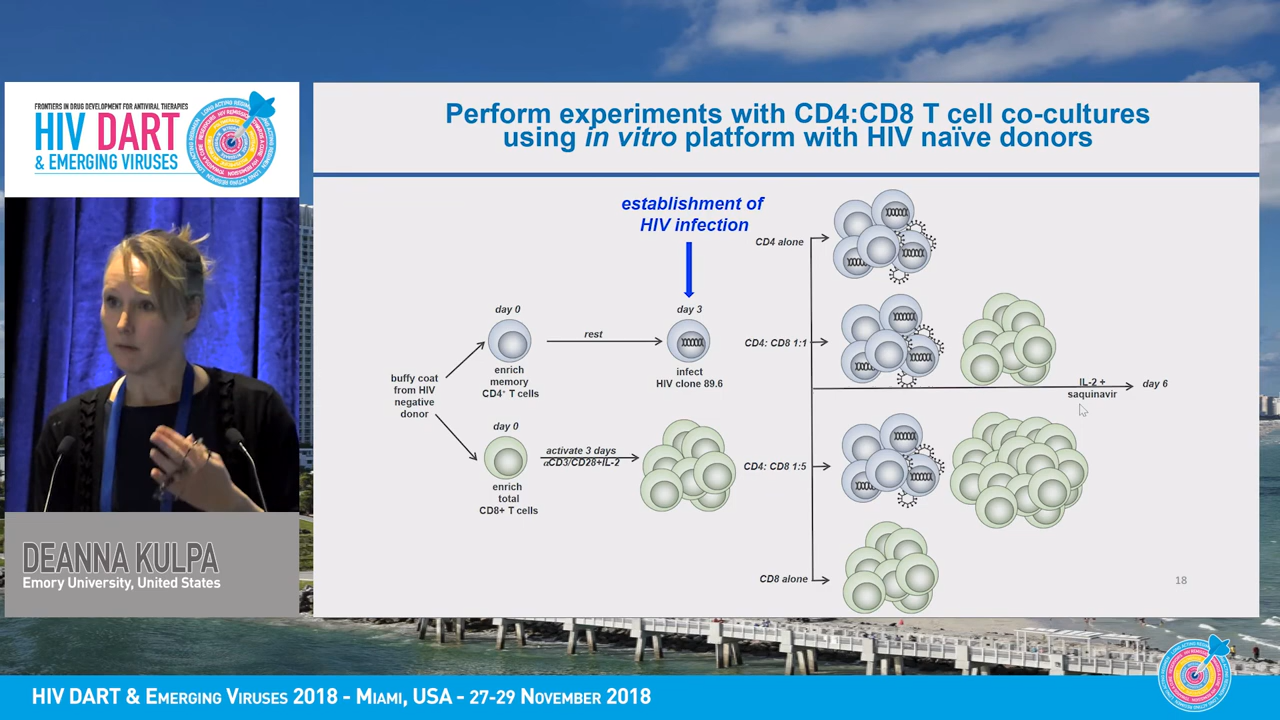 FRONTIERS IN DRUG DEVELOPMENT FOR ANTIVIRAL THERAPIES
HIV DART
& EMERGING VIRUSES
DEANNA KULPA
Emory University, United States
Perform experiments with CD4:CD8 T cell co-cultures
using in vitro platform with HIV naïve donors
establishment of
HIV infection
day 0
rest
day 3
enrich
memory
CD4⁺ T cells
infect
HIV clone 89.6
buffy coat
from HIV
negative
donor
day 0
activate 3 days
αCD3/CD28+IL-2
enrich
total
CD8+ T cells
CD4 alone
CD4: CD8 1:1
IL-2 +
saquinavir
day 6
CD4: CD8 1:5
CD8 alone
18
HIV DART & EMERGING VIRUSES 2018 - MIAMI, USA - 27-29 NOVEMBER 2018